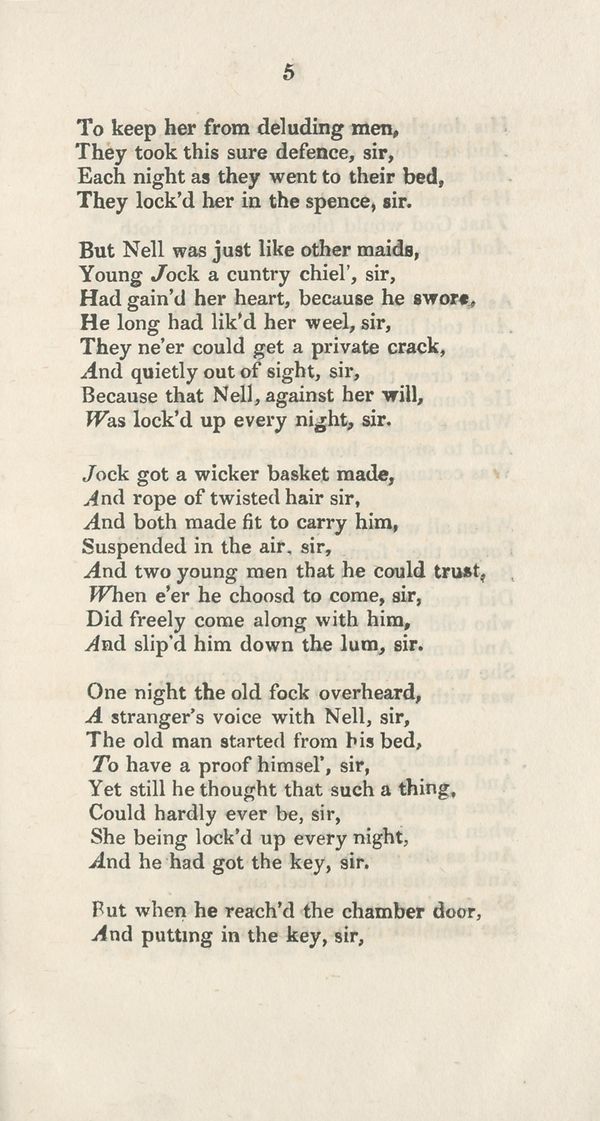 5
To keep her from deluding men,
They took this sure defence, sir,
Each night as they went to their bed,
They lock'd her in the spence, sir.
But Nell was just like other maids,
Young Jock a cuntry chiel', sir,
Had gain'd her heart, because he swore,
He long had lik'd her weel, sir,
They ne'er could get a private crack,
And quietly out of sight, sir,
Because that Nell, against her will,
Was lock'd up every night, sir.
Jock got a wicker basket made,
And rope of twisted hair sir,
And both made fit to carry him,
Suspended in the air. sir,
And two young men that he could trust,
When e'er he choosd to come, sir,
Did freely come along with him,
And slip'd him down the lum, sir.
One night the old fock overheard,
A stranger's voice with Nell, sir,
The old man started from his bed,
To have a proof himsel', sir,
Yet still he thought that such a thing,
Could hardly ever be, sir,
She being lock'd up every night,
And he had got the key, sir.
But when he reach'd the chamber door,
And putting in the key, sir,